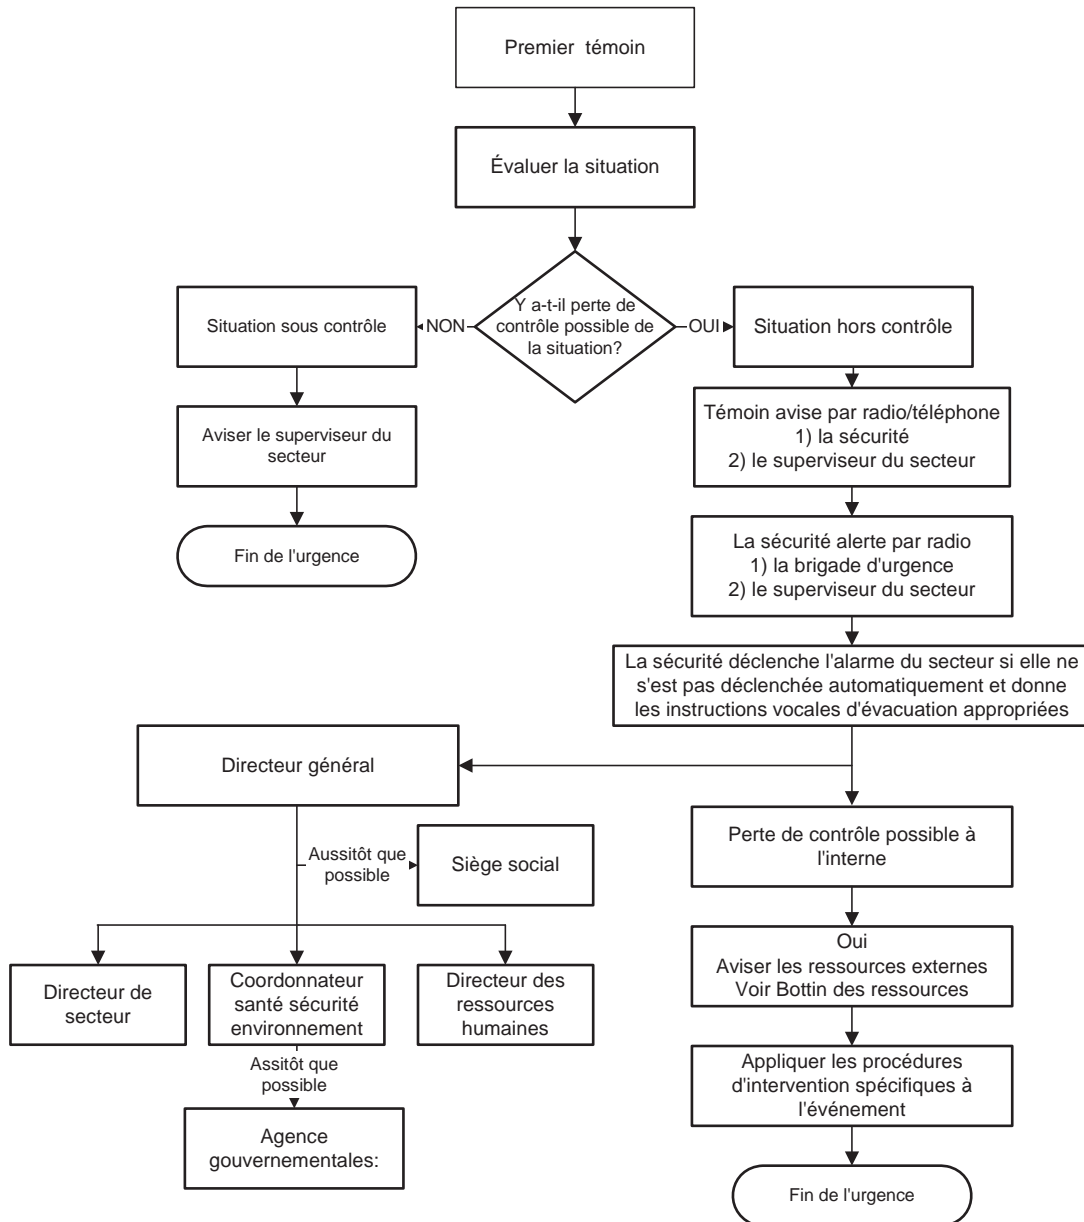 Premier témoin
Évaluer la situation
Y a-t-il perte de
contrôle possible de
la situation?
NON
OUI
Situation sous contrôle
Situation hors contrôle
Aviser le superviseur du
secteur
Fin de l'urgence
Témoin avise par radio/téléphone
1) la sécurité
2) le superviseur du secteur
La sécurité alerte par radio
1) la brigade d'urgence
2) le superviseur du secteur
La sécurité déclenche l'alarme du secteur si elle ne
s'est pas déclenchée automatiquement et donne
les instructions vocales d'évacuation appropriées
Directeur général
Aussitôt que
possible
Siège social
Directeur de
secteur
Coordonnateur
santé sécurité
environnement
Directeur des
ressources
humaines
Assitôt que
possible
Agence
gouvernementales:
Perte de contrôle possible à
l'interne
Oui
Aviser les ressources externes
Voir Bottin des ressources
Appliquer les procédures
d'intervention spécifiques à
l'événement
Fin de l'urgence